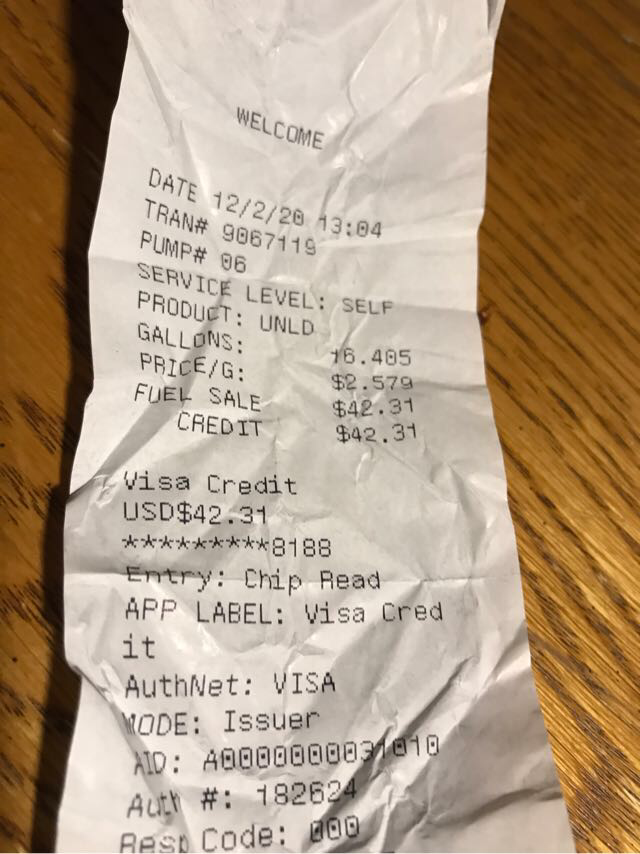 WELCOME
DATE 12/2/20 13:04
TRAN# 9067119
PUMP# 06
SERVICE LEVEL: SELF
PRODUCT: UNLD
GALLONS: 16.405
PRICE/G: $2.579
FUEL SALE $42.31
CREDIT $42.31
Visa Credit
USD$42.31
*********8188
Entry: Chip Read
APP LABEL: Visa Cred
it
AuthNet: VISA
MODE: Issuer
AID: A0000000031010
Auth #: 182624
Resp Code: 000